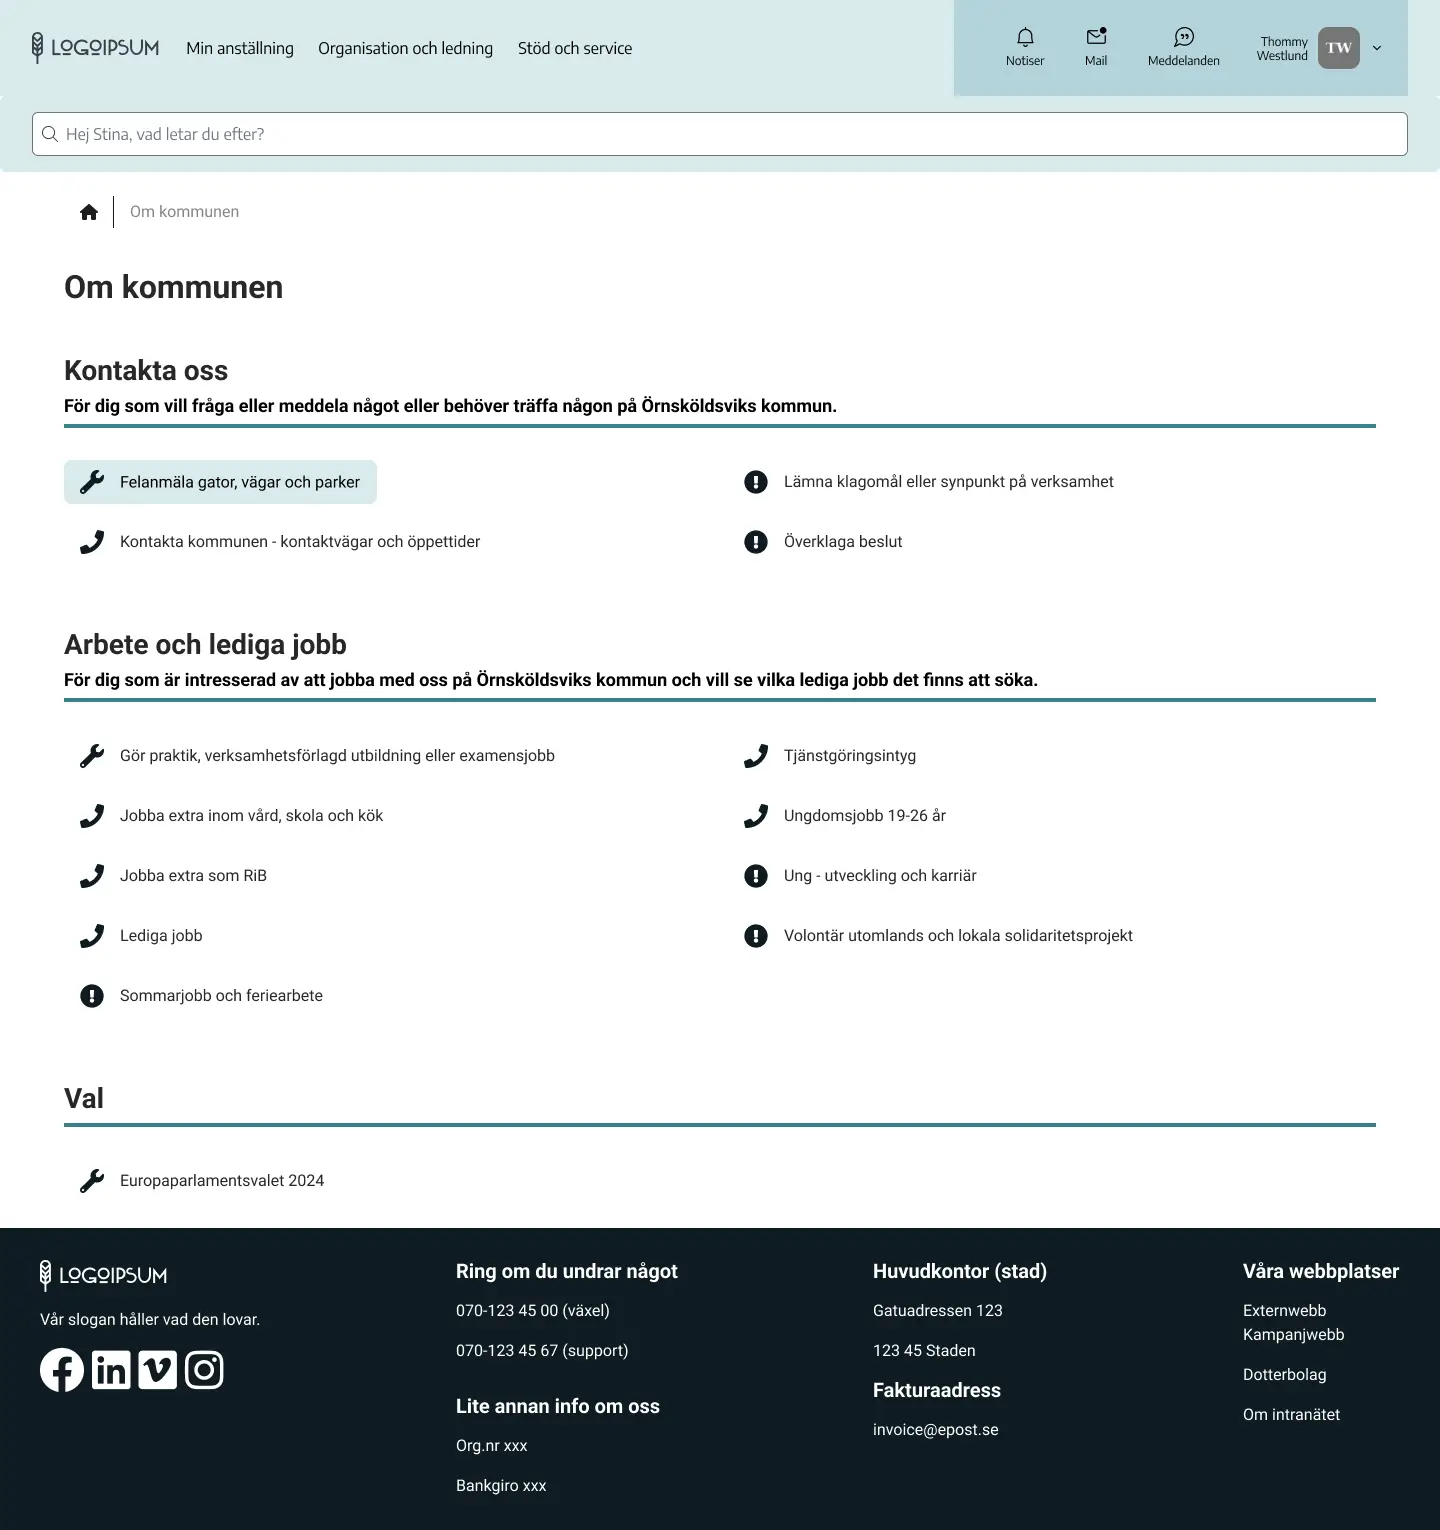 LOGOIPSUM
Min anställning
Organisation och ledning
Stöd och service
Notiser
Mail
Meddelanden
Thommy
Westlund
TW
Hej Stina, vad letar du efter?
Om kommunen
Om kommunen
Kontakta oss
För dig som vill fråga eller meddela något eller behöver träffa någon på Örnsköldsviks kommun.
Felanmäla gator, vägar och parker
Lämna klagomål eller synpunkt på verksamhet
Kontakta kommunen - kontaktvägar och öppettider
Överklaga beslut
Arbete och lediga jobb
För dig som är intresserad av att jobba med oss på Örnsköldsviks kommun och vill se vilka lediga jobb det finns att söka.
Gör praktik, verksamhetsförlagd utbildning eller examensjobb
Tjänstgöringsintyg
Jobba extra inom vård, skola och kök
Ungdomsjobb 19-26 år
Jobba extra som RiB
Ung - utveckling och karriär
Lediga jobb
Volontär utomlands och lokala solidaritetsprojekt
Sommarjobb och feriearbete
Val
Europaparlamentsvalet 2024
LOGOIPSUM
Vår slogan håller vad den lovar.
Ring om du undrar något
070-123 45 00 (växel)
070-123 45 67 (support)
Lite annan info om oss
Org.nr xxx
Bankgiro xxx
Huvudkontor (stad)
Gatuadressen 123
123 45 Staden
Fakturaadress
invoice@epost.se
Våra webbplatser
Externwebb
Kampanjwebb
Dotterbolag
Om intranätet